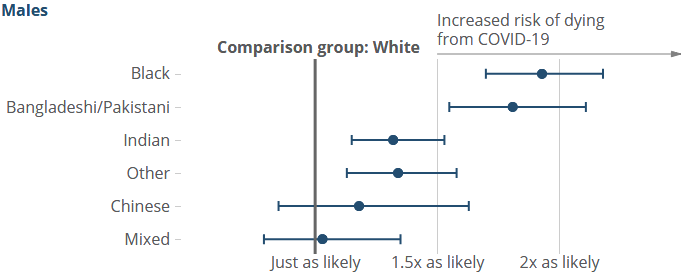 Males
Increased risk of dying
from COVID-19
Comparison group: White
Black
Bangladeshi/Pakistani
Indian
Other
Chinese
Mixed
Just as likely
1.5x as likely
2x as likely